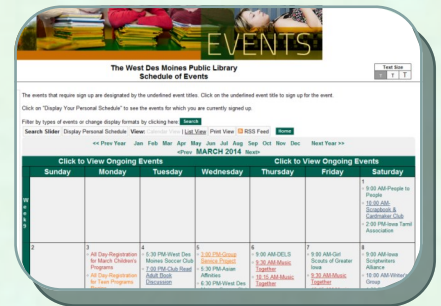 EVENTS
The West Des Moines Public Library
Schedule of Events
Text Size
T T T
The events that require sign up are designated by the underlined event titles. Click on the underlined event title to sign up for the event.
Click on "Display Your Personal Schedule" to see the events for which you are currently signed up.
Filter by types of events or change display formats by clicking here Search
Search Slider Display Personal Schedule View: Calendar View | List View Print View RSS Feed Home
<< Prev Year Jan Feb Mar Apr May Jun Jul Aug Sep Oct Nov Dec Next Year >>
<Prev MARCH 2014 Next>
Click to View Ongoing Events Click to View Ongoing Events
Sunday Monday Tuesday Wednesday Thursday Friday Saturday
Week 9
1
9:00 AM-People to
People
10:00 AM-
Scrapbook &
Cardmaker Club
2:00 PM-Iowa Tamil
Association
2
3
All Day-Registration
for March Children's
Programs
All Day-Registration
for Teen Programs
4
5:30 PM-West Des
Moines Soccer Club
7:00 PM-Club Read
Adult Book
Discussion
5
2:00 PM-Group
Service Project
5:30 PM-Asian
Affinities
6:30 PM-West Des
6
9:00 AM-DELS
9:30 AM-Music
Together
10:15 AM-Music
Together
7
9:00 AM-Girl
Scouts of Greater
Iowa
9:30 AM-Music
Together
8
9:00 AM-Iowa
Scriptwriters
Alliance
10:00 AM-Writer's
Group